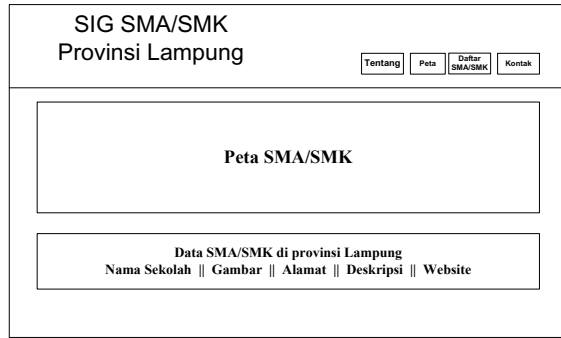 SIG SMA/SMK
Provinsi Lampung
Tentang
Peta
Daftar
SMA/SMK
Kontak
Peta SMA/SMK
Data SMA/SMK di provinsi Lampung
Nama Sekolah || Gambar || Alamat || Deskripsi || Website